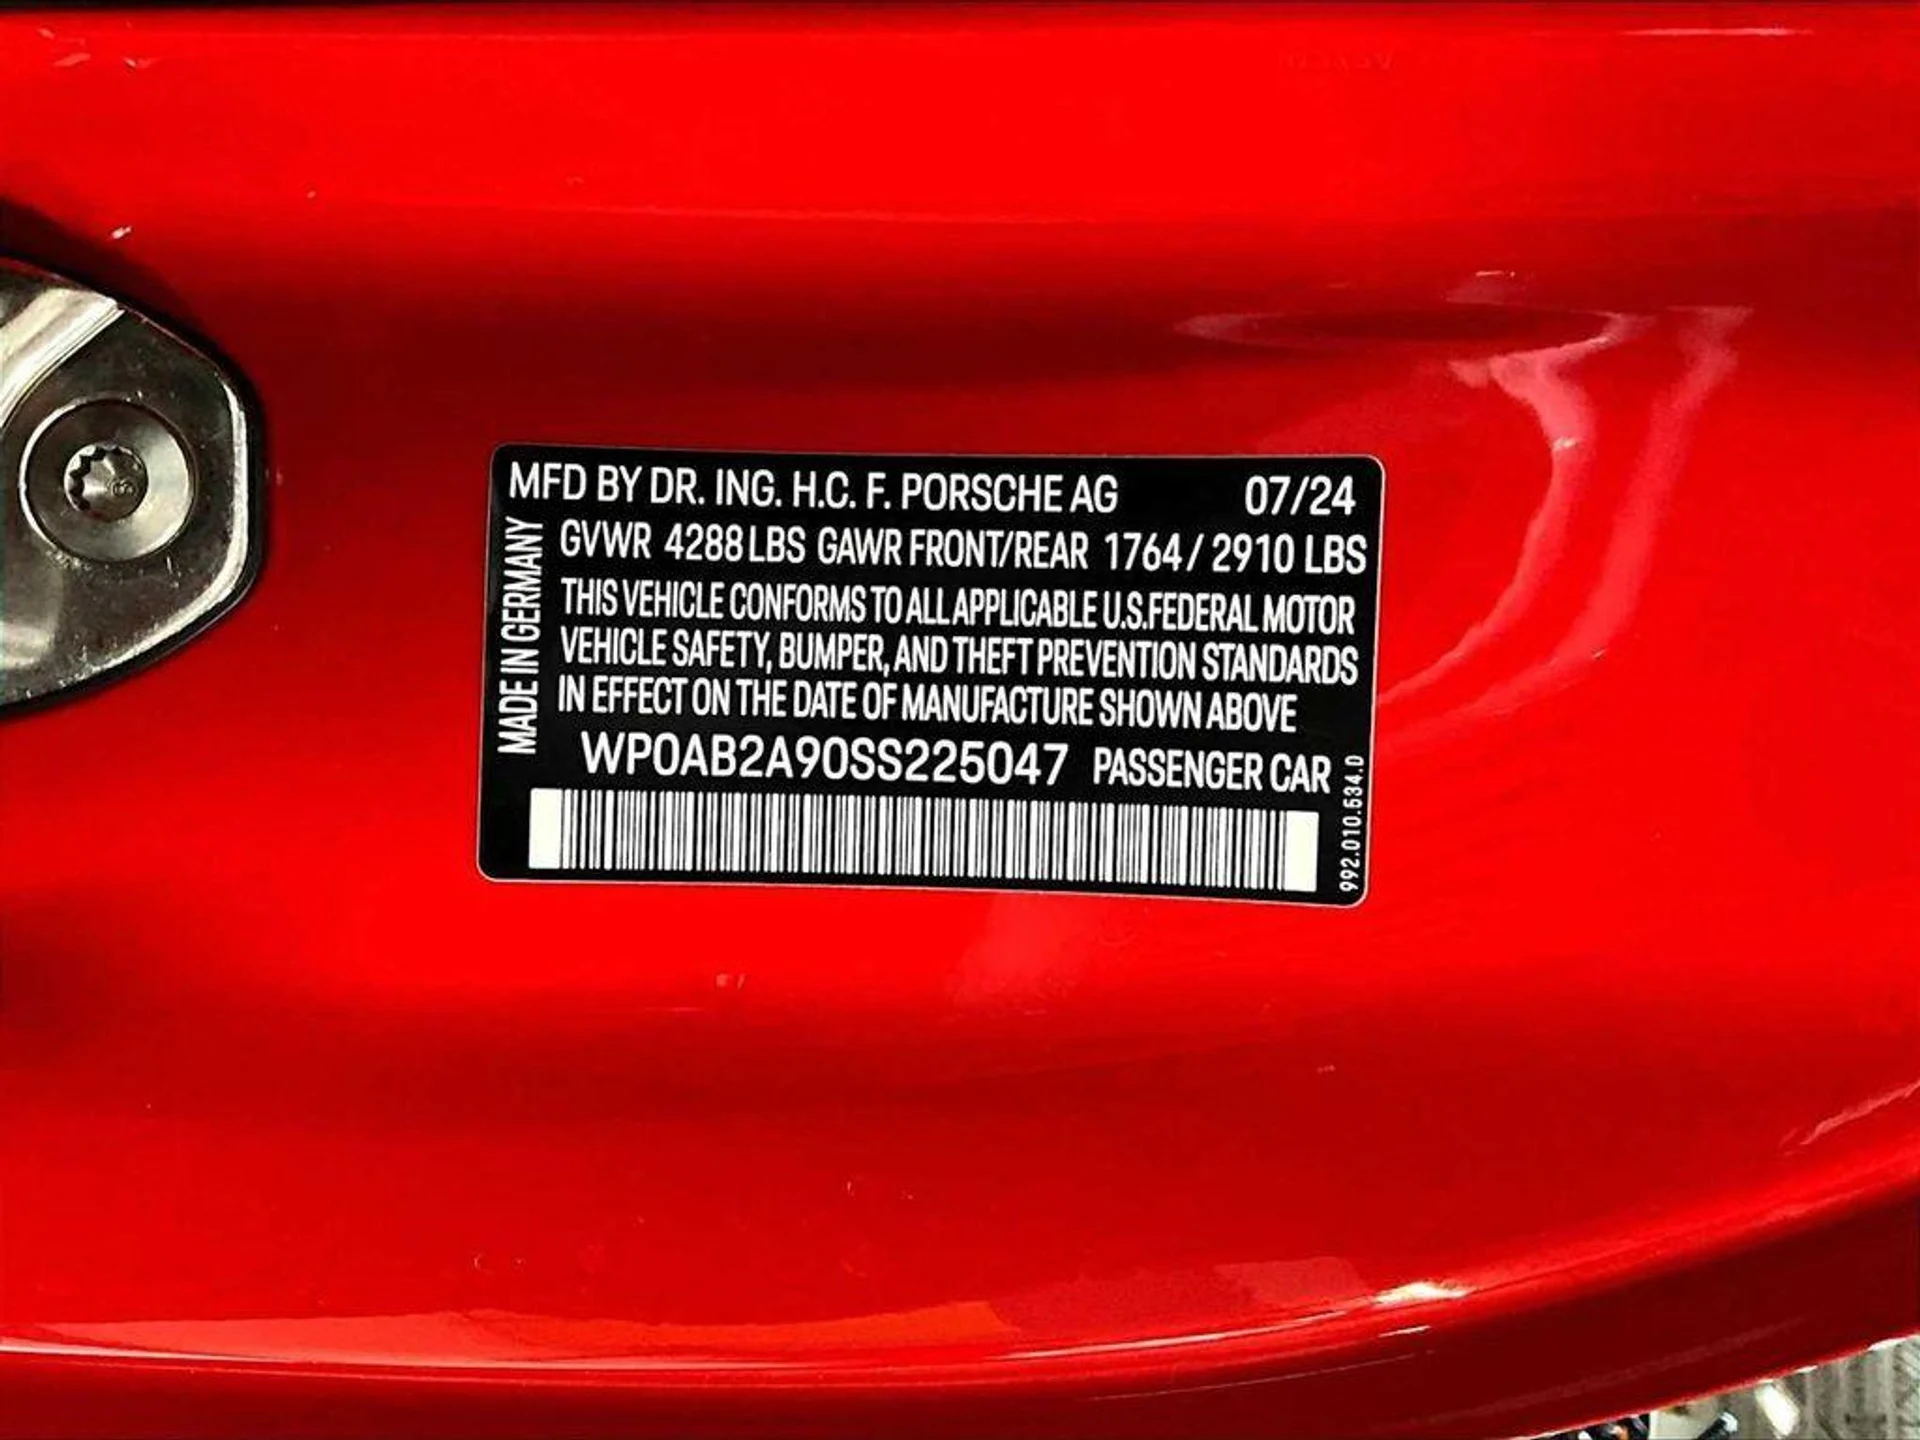 MFD BY DR. ING. H.C. F. PORSCHE AG 07/24
GVWR 4288 LBS GAWR FRONT/REAR 1764 / 2910 LBS
THIS VEHICLE CONFORMS TO ALL APPLICABLE U.S.FEDERAL MOTOR
VEHICLE SAFETY, BUMPER, AND THEFT PREVENTION STANDARDS
IN EFFECT ON THE DATE OF MANUFACTURE SHOWN ABOVE
WP0AB2A90SS225047 PASSENGER CAR
MADE IN GERMANY
992.010.534.0